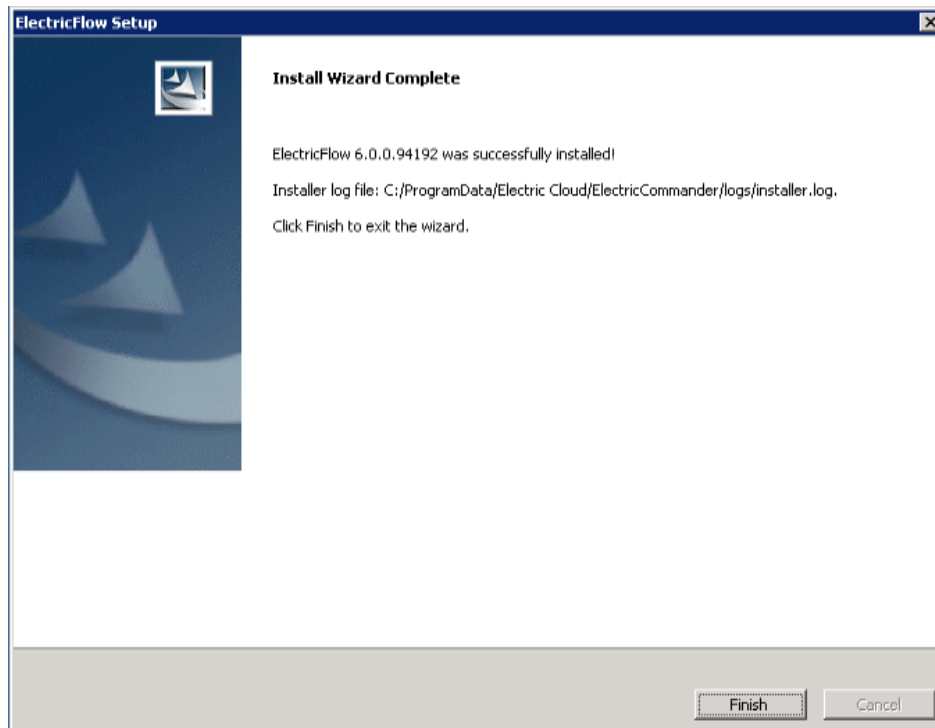 ElectricFlow Setup
Install Wizard Complete
ElectricFlow 6.0.0.94192 was successfully installed!
Installer log file: C:/ProgramData/Electric Cloud/ElectricCommander/logs/installer.log.
Click Finish to exit the wizard.
Finish
Cancel